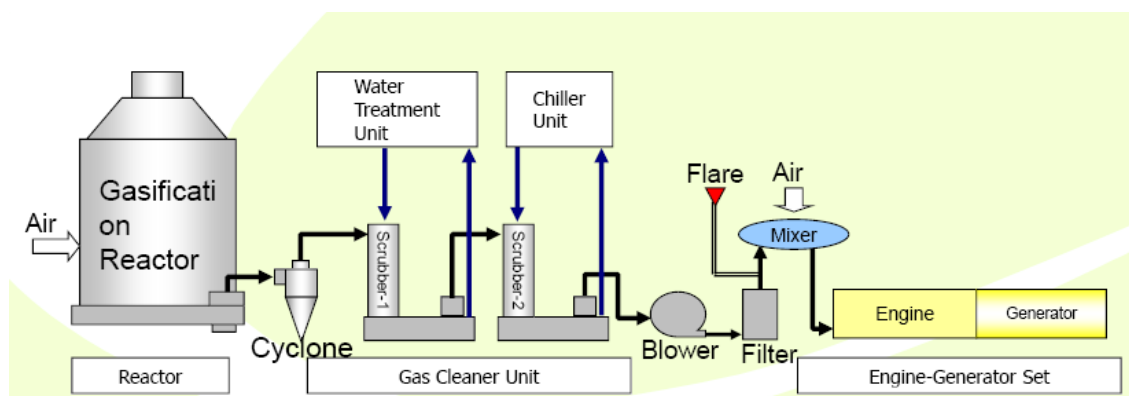 Water
Treatment
Unit
Chiller
Unit
Gasificati
on
Reactor
Air
Scrubber-1
Scrubber-2
Flare
Air
Mixer
Cyclone
Blower
Filter
Engine
Generator
Reactor
Gas Cleaner Unit
Engine-Generator Set